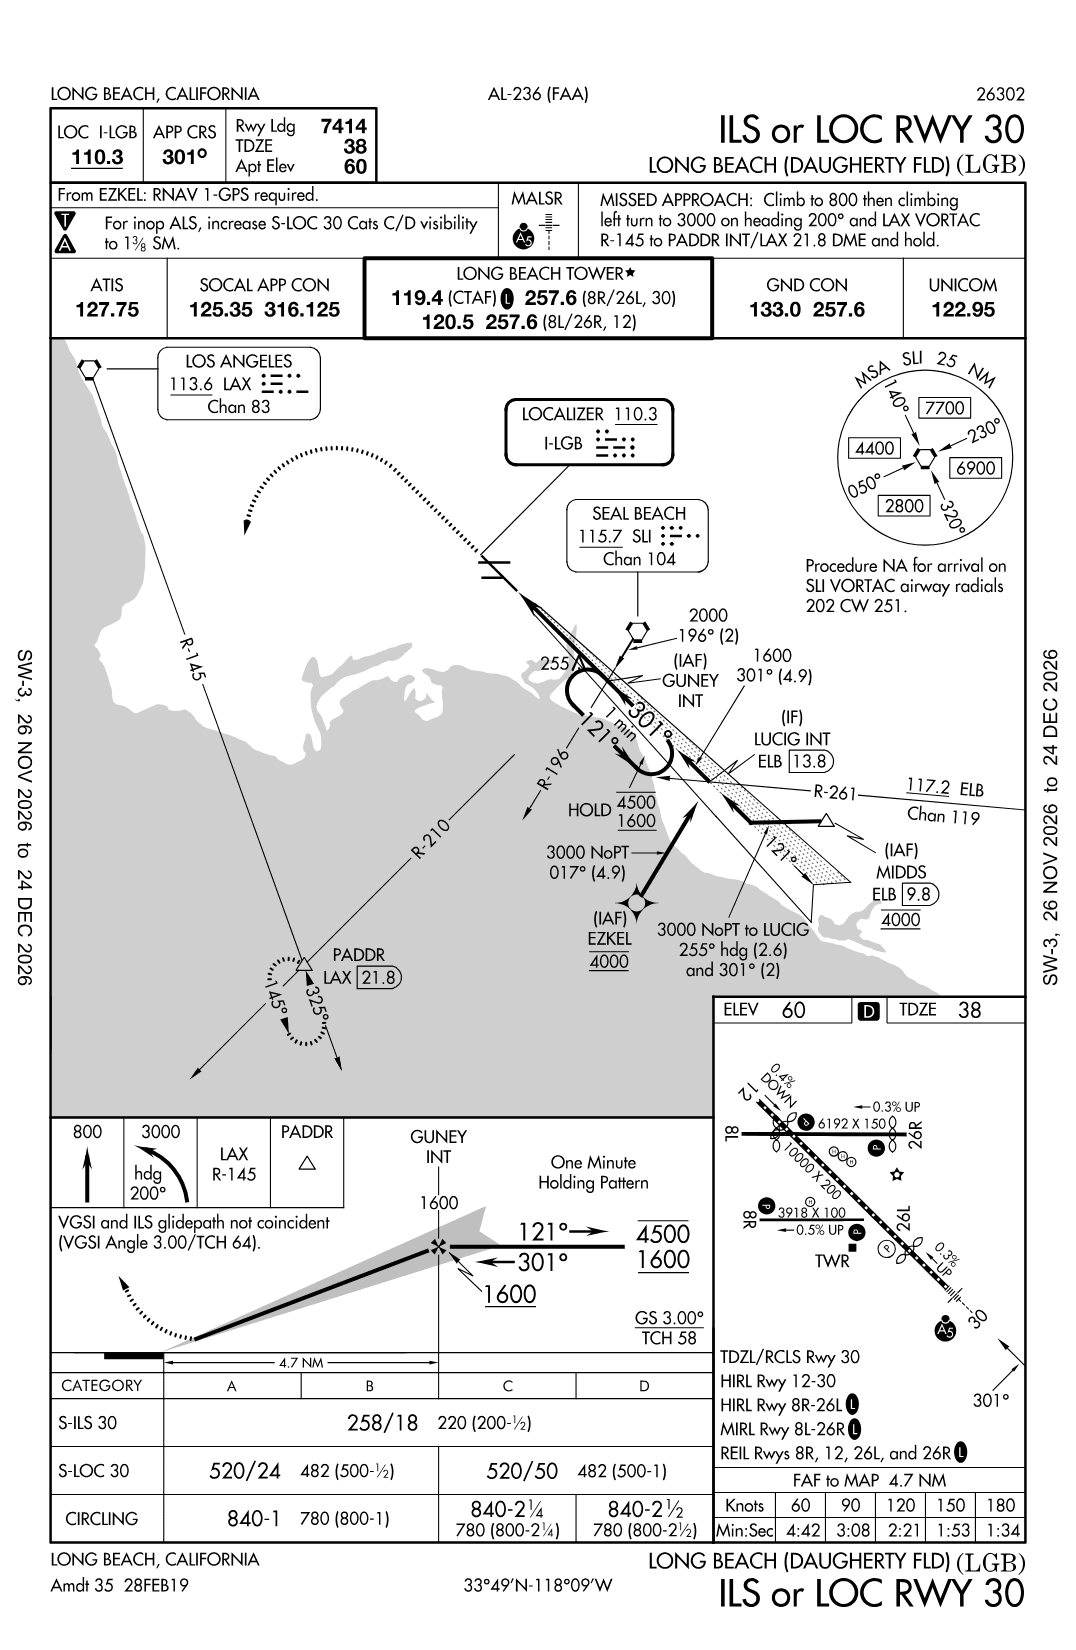 LONG BEACH, CALIFORNIA
AL-236 (FAA)
26302
LOC I-LGB
110.3
APP CRS
301°
Rwy Ldg 7414
TDZE 38
Apt Elev 60
ILS or LOC RWY 30
LONG BEACH (DAUGHERTY FLD) (LGB)
From EZKEL: RNAV 1-GPS required.
T
A
For inop ALS, increase S-LOC 30 Cats C/D visibility
to 1⅜ SM.
MALSR
A5
MISSED APPROACH: Climb to 800 then climbing
left turn to 3000 on heading 200° and LAX VORTAC
R-145 to PADDR INT/LAX 21.8 DME and hold.
ATIS
127.75
SOCAL APP CON
125.35 316.125
LONG BEACH TOWER★
119.4 (CTAF) L 257.6 (8R/26L, 30)
120.5 257.6 (8L/26R, 12)
GND CON
133.0 257.6
UNICOM
122.95
LOS ANGELES
113.6 LAX
Chan 83
LOCALIZER 110.3
I-LGB
SEAL BEACH
115.7 SLI
Chan 104
MSA SLI 25 NM
140°
7700
230°
4400
6900
050°
2800
320°
Procedure NA for arrival on
SLI VORTAC airway radials
202 CW 251.
2000
196° (2)
(IAF)
GUNEY
INT
255
1600
301° (4.9)
(IF)
LUCIG INT
ELB 13.8
R-145
301°
1 min
121°
R-196
HOLD 4500
1600
R-261
117.2 ELB
Chan 119
R-210
3000 NoPT
017° (4.9)
121°
(IAF)
MIDDS
ELB 9.8
4000
(IAF)
EZKEL
4000
3000 NoPT to LUCIG
255° hdg (2.6)
and 301° (2)
PADDR
LAX 21.8
145°
325°
SW-3, 26 NOV 2026 to 24 DEC 2026
SW-3, 26 NOV 2026 to 24 DEC 2026
ELEV 60
D
TDZE 38
0.4%
DOWN
12
0.3% UP
8L
6192 X 150
26R
P
P
H H H
10000 X 200
P
H
8R
3918 X 100
26L
0.5% UP
P
P
TWR
0.3%
UP
30
A5
301°
TDZL/RCLS Rwy 30
HIRL Rwy 12-30
HIRL Rwy 8R-26L L
MIRL Rwy 8L-26R L
REIL Rwys 8R, 12, 26L, and 26R L
FAF to MAP 4.7 NM
Knots 60 90 120 150 180
Min:Sec 4:42 3:08 2:21 1:53 1:34
800
3000
hdg
200°
LAX
R-145
PADDR
GUNEY
INT
One Minute
Holding Pattern
1600
VGSI and ILS glidepath not coincident
(VGSI Angle 3.00/TCH 64).
121°
4500
301°
1600
1600
GS 3.00°
TCH 58
4.7 NM
CATEGORY A B C D
S-ILS 30 258/18 220 (200-½)
S-LOC 30 520/24 482 (500-½) 520/50 482 (500-1)
CIRCLING 840-1 780 (800-1) 840-2¼ 780 (800-2¼) 840-2½ 780 (800-2½)
LONG BEACH, CALIFORNIA
Amdt 35 28FEB19
33°49'N-118°09'W
LONG BEACH (DAUGHERTY FLD) (LGB)
ILS or LOC RWY 30